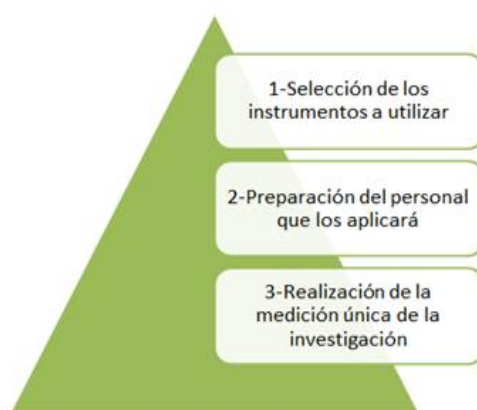 1-Selección de los
instrumentos a utilizar
2-Preparación del personal
que los aplicará
3-Realización de la
medición única de la
investigación